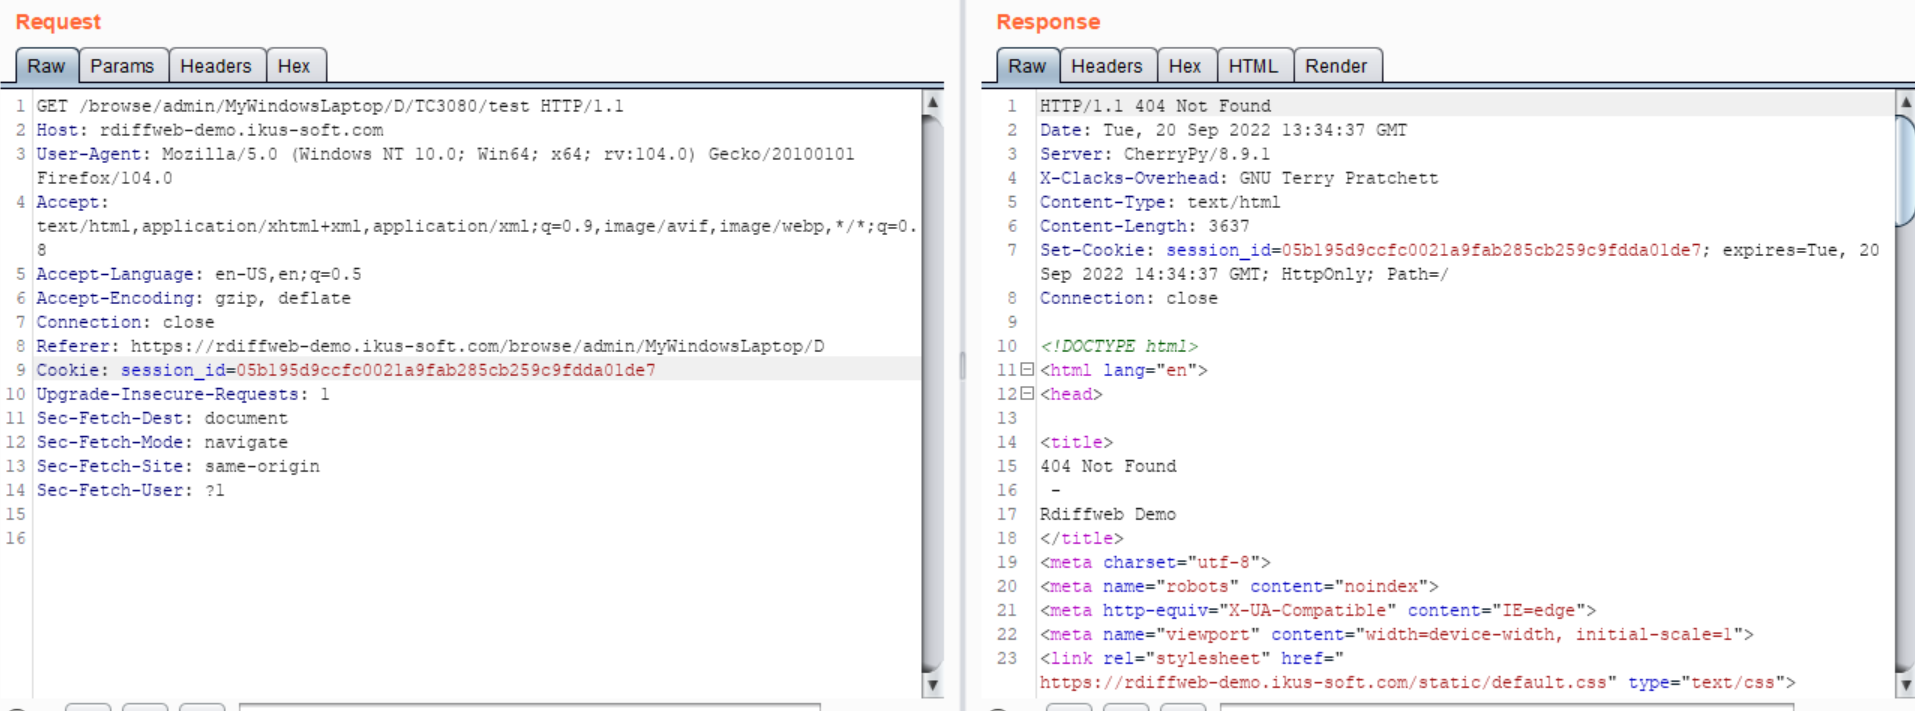 Request
Raw Params Headers Hex
1 GET /browse/admin/MyWindowsLaptop/D/TC3080/test HTTP/1.1
2 Host: rdiffweb-demo.ikus-soft.com
3 User-Agent: Mozilla/5.0 (Windows NT 10.0; Win64; x64; rv:104.0) Gecko/20100101
Firefox/104.0
4 Accept:
text/html,application/xhtml+xml,application/xml;q=0.9,image/avif,image/webp,*/*;q=0.
8
5 Accept-Language: en-US,en;q=0.5
6 Accept-Encoding: gzip, deflate
7 Connection: close
8 Referer: https://rdiffweb-demo.ikus-soft.com/browse/admin/MyWindowsLaptop/D
9 Cookie: session_id=05b195d9ccfc0021a9fab285cb259c9fdda01de7
10 Upgrade-Insecure-Requests: 1
11 Sec-Fetch-Dest: document
12 Sec-Fetch-Mode: navigate
13 Sec-Fetch-Site: same-origin
14 Sec-Fetch-User: ?1
15
16
Response
Raw Headers Hex HTML Render
1 HTTP/1.1 404 Not Found
2 Date: Tue, 20 Sep 2022 13:34:37 GMT
3 Server: CherryPy/8.9.1
4 X-Clacks-Overhead: GNU Terry Pratchett
5 Content-Type: text/html
6 Content-Length: 3637
7 Set-Cookie: session_id=05b195d9ccfc0021a9fab285cb259c9fdda01de7; expires=Tue, 20
Sep 2022 14:34:37 GMT; HttpOnly; Path=/
8 Connection: close
9
10 <!DOCTYPE html>
11 <html lang="en">
12 <head>
13
14 <title>
15 404 Not Found
16 -
17 Rdiffweb Demo
18 </title>
19 <meta charset="utf-8">
20 <meta name="robots" content="noindex">
21 <meta http-equiv="X-UA-Compatible" content="IE=edge">
22 <meta name="viewport" content="width=device-width, initial-scale=1">
23 <link rel="stylesheet" href="
https://rdiffweb-demo.ikus-soft.com/static/default.css" type="text/css">